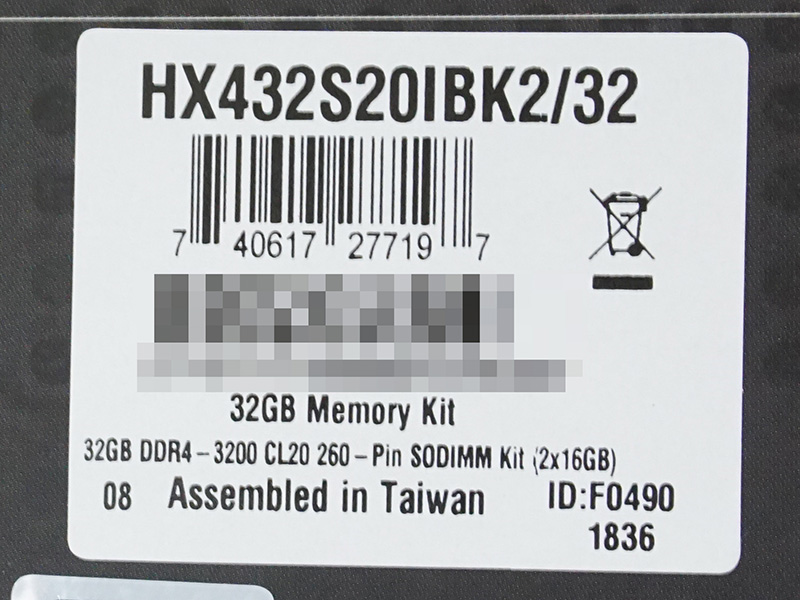 HX432S20IBK2/32
7 40617 27719 7
32GB Memory Kit
32GB DDR4-3200 CL20 260-Pin SODIMM Kit (2x16GB)
08 Assembled in Taiwan ID:F0490
1836